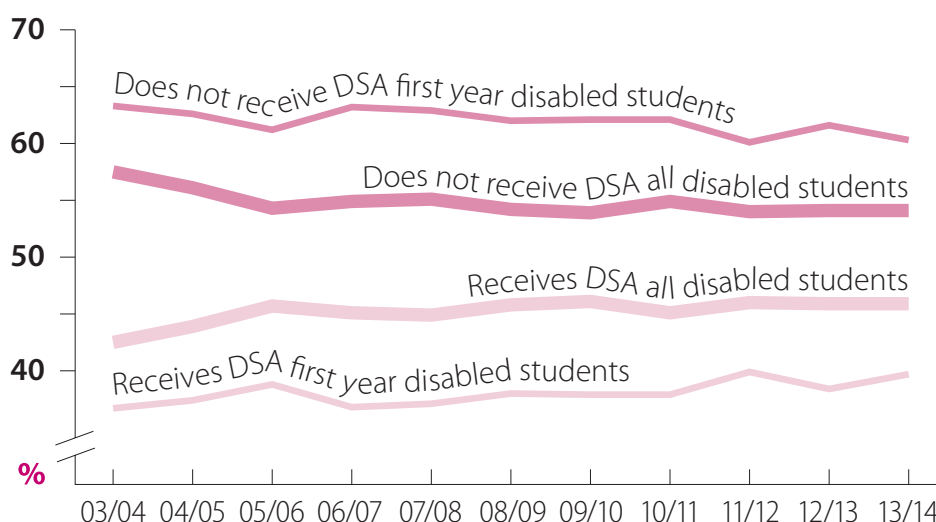 70
Does not receive DSA first year disabled students
60
Does not receive DSA all disabled students
50
Receives DSA all disabled students
40
Receives DSA first year disabled students
%
03/04 04/05 05/06 06/07 07/08 08/09 09/10 10/11 11/12 12/13 13/14